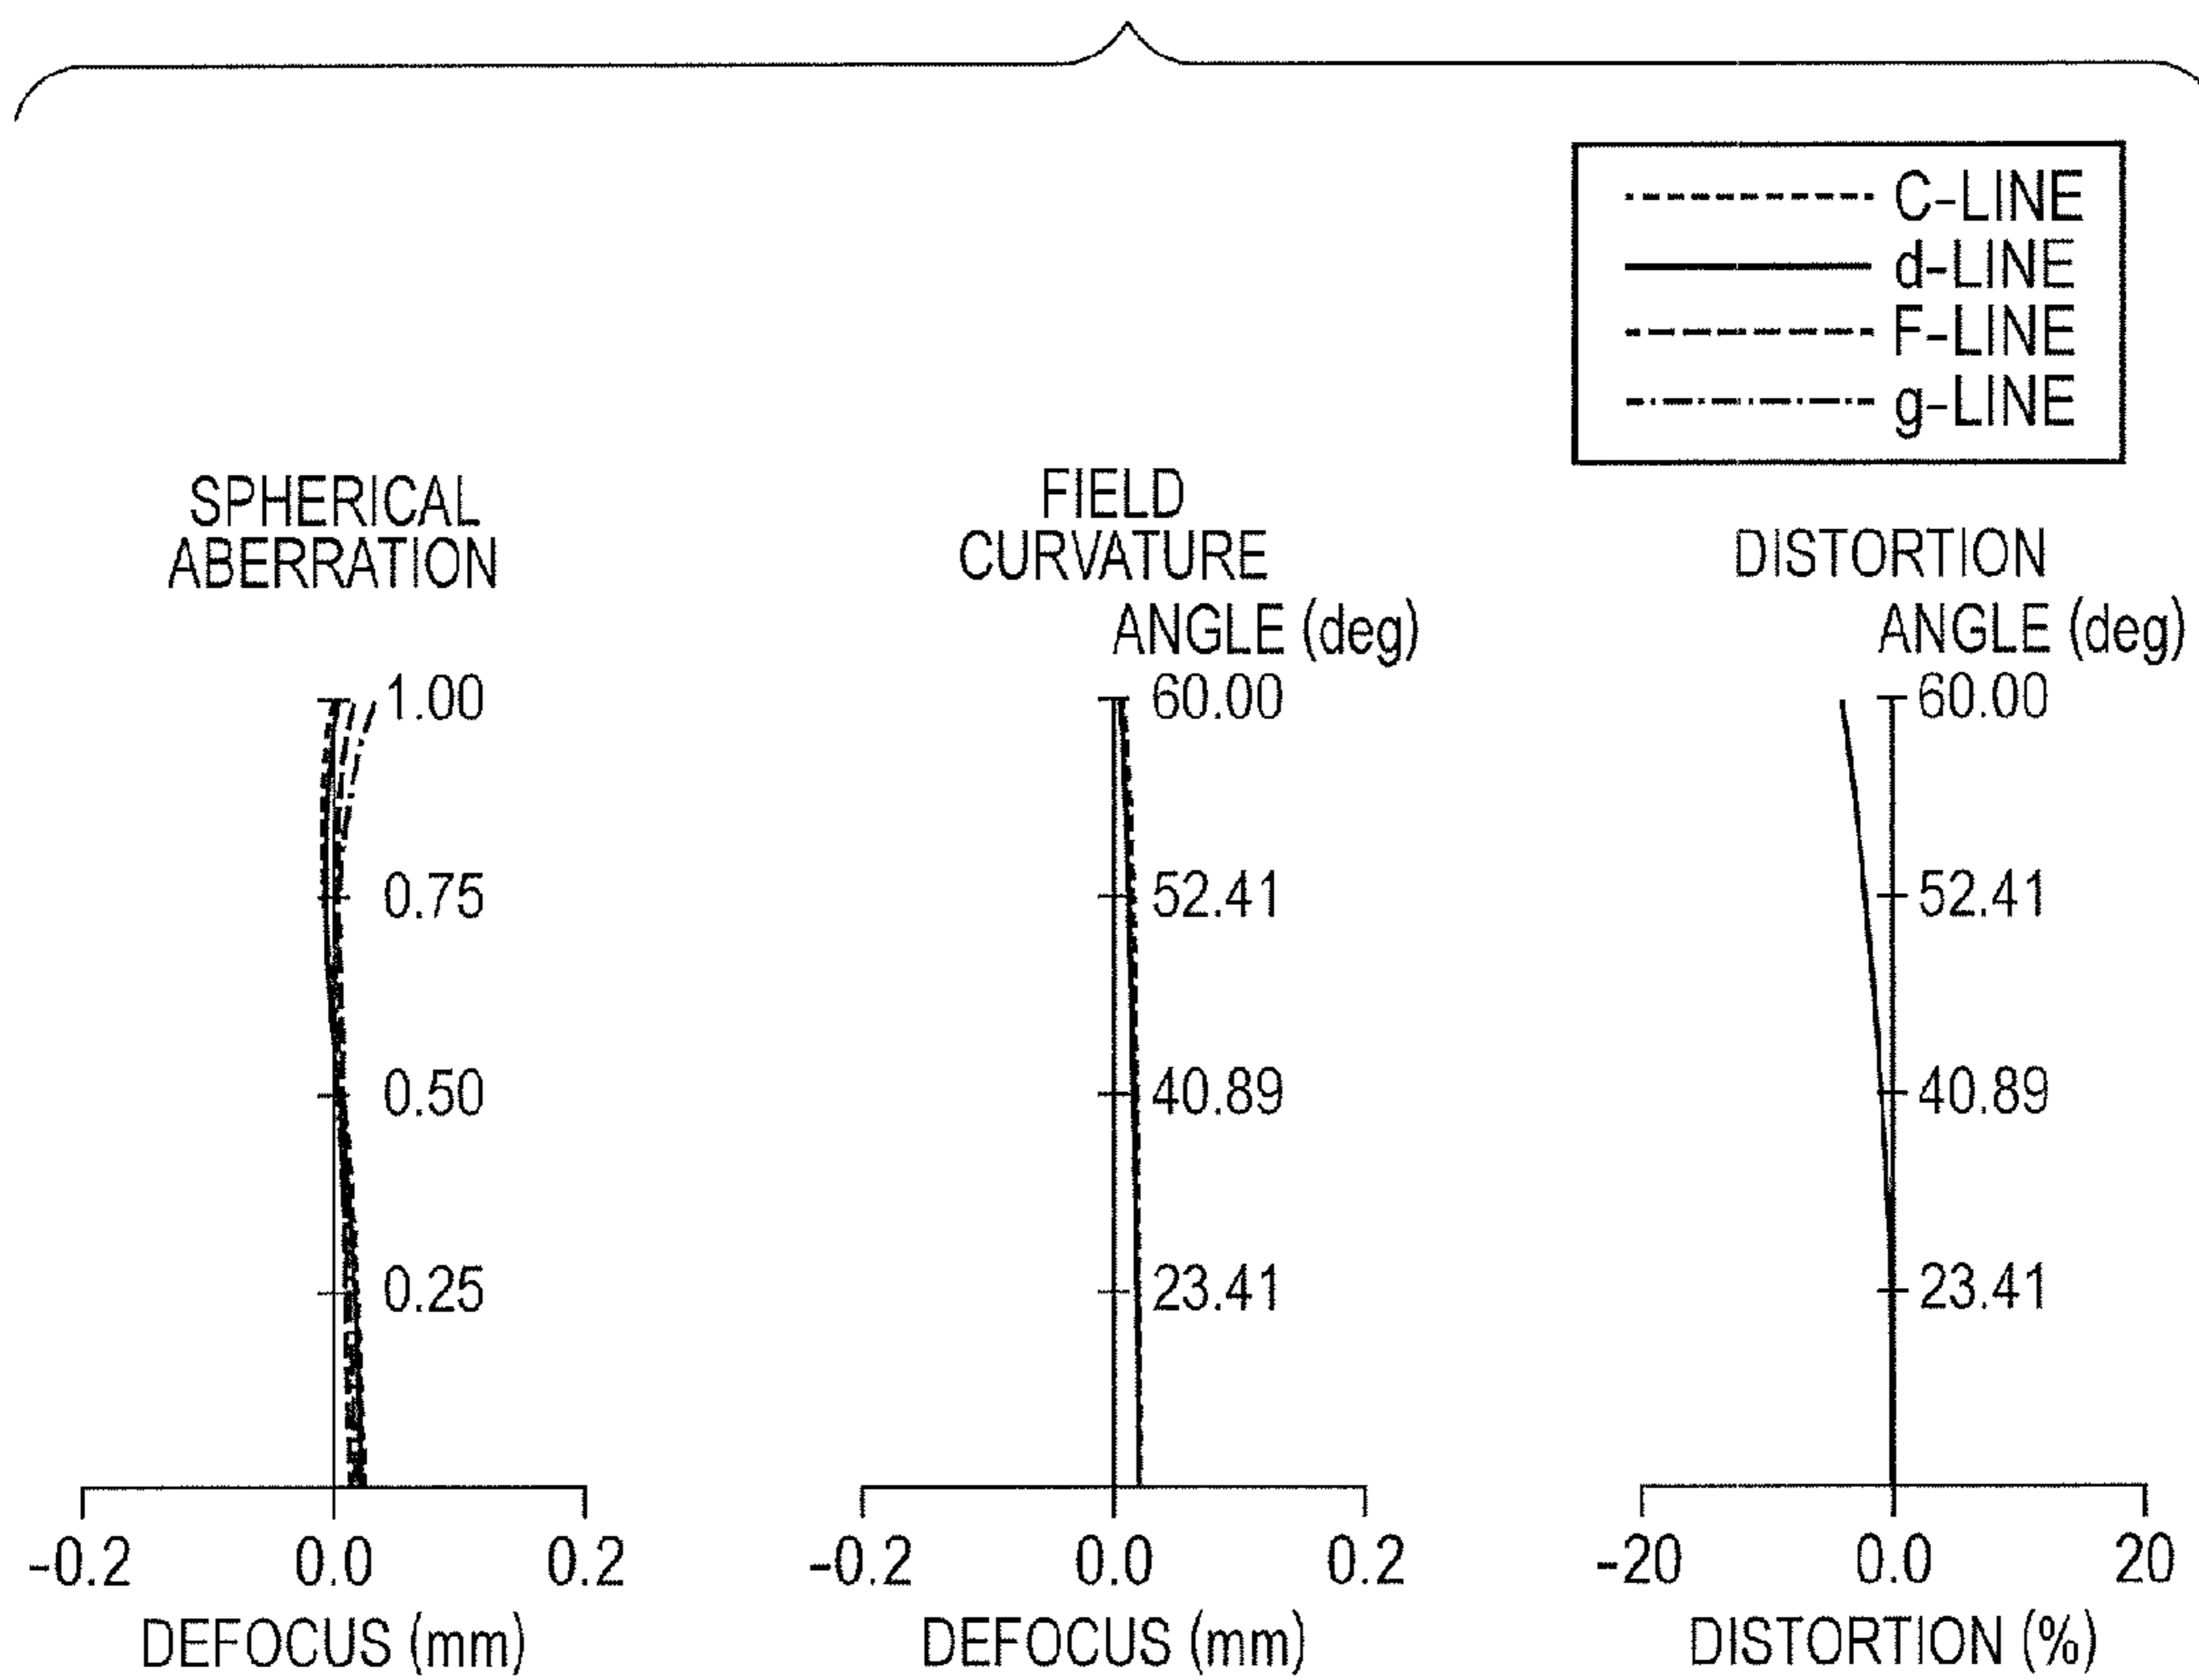 C-LINE
d-LINE
F-LINE
g-LINE
SPHERICAL
ABERRATION
1.00
0.75
0.50
0.25
-0.2 0.0 0.2
DEFOCUS (mm)
FIELD
CURVATURE
ANGLE (deg)
60.00
52.41
40.89
23.41
-0.2 0.0 0.2
DEFOCUS (mm)
DISTORTION
ANGLE (deg)
60.00
52.41
40.89
23.41
-20 0.0 20
DISTORTION (%)